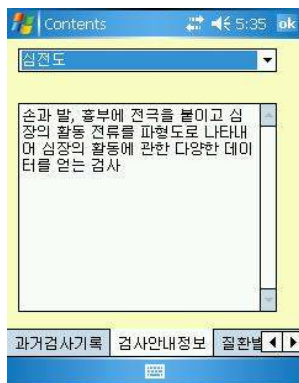 Contents
5:35
ok
심전도
손과 발, 흉부에 전극을 붙이고 심
장의 활동 전류를 파형도로 나타내
어 심장의 활동에 관한 다양한 데이
터를 얻는 검사
과거검사기록
검사안내정보
질환별